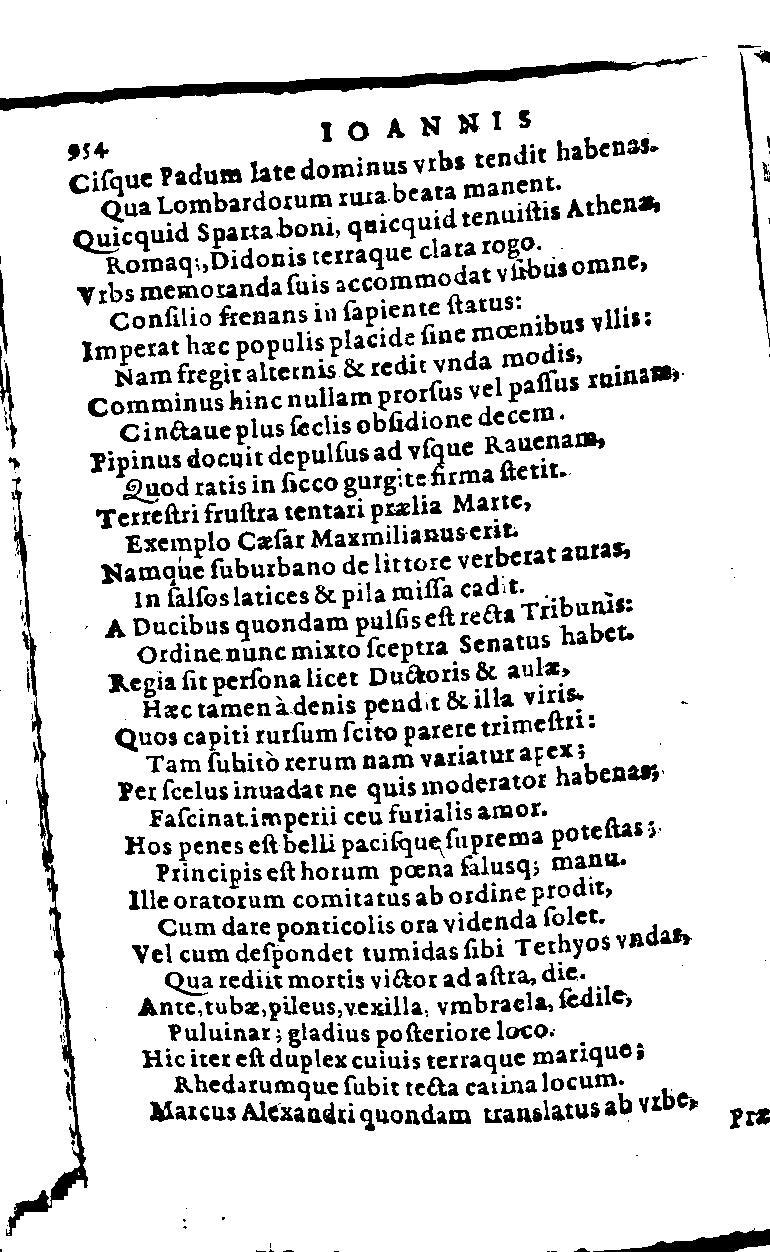 954
IOANNIS
Ciſque Padum late dominus vrbs tendit habenas.
Qua Lombardorum rura beata manent.
Quicquid Sparta boni, quicquid tenuiſtis Athenæ,
Romaq;, Didonis terraque clara rogo.
Vrbs memoranda ſuis accommodat vſibus omne,
Conſilio frenans in ſapiente ſtatus:
Imperat hæc populis placide ſine mœnibus vllis:
Nam fregit alternis & redit vnda modis,
Comminus hinc nullam prorſus vel paſſus ruinam,
Cinctaue plus ſeclis obſidione decem.
Pipinus docuit depulſus ad vſque Rauenam,
Quod ratis in ſicco gurgite firma ſtetit.
Terreſtri fruſtra tentari prælia Marte,
Exemplo Cæſar Maxmilianus erit.
Namque ſuburbano de littore verberat auras,
In ſalſos latices & pila miſſa cadit.
A Ducibus quondam pulſis eſt recta Tribunis:
Ordine nunc mixto ſceptra Senatus habet.
Regia ſit perſona licet Ductoris & aulæ,
Hæc tamen à denis pendit & illa viris.
Quos capiti rurſum ſcito parere trimeſtri:
Tam ſubitò rerum nam variatur apex;
Per ſcelus inuadat ne quis moderator habenas;
Faſcinat imperii ceu furialis amor.
Hos penes eſt belli paciſque ſuprema poteſtas;
Principis eſt horum pœna ſalusq; manu.
Ille oratorum comitatus ab ordine prodit,
Cum dare ponticolis ora videnda ſolet.
Vel cum deſpondet tumidas ſibi Tethyos vndas,
Qua rediit mortis victor ad aſtra, die.
Ante, tubæ, pileus, vexilla, vmbraela, ſedile,
Puluinar; gladius poſteriore loco.
Hic iter eſt duplex cuiuis terraque marique;
Rhedarumque ſubit tecta carina locum.
Marcus Alexandri quondam translatus ab vrbe,
Præ